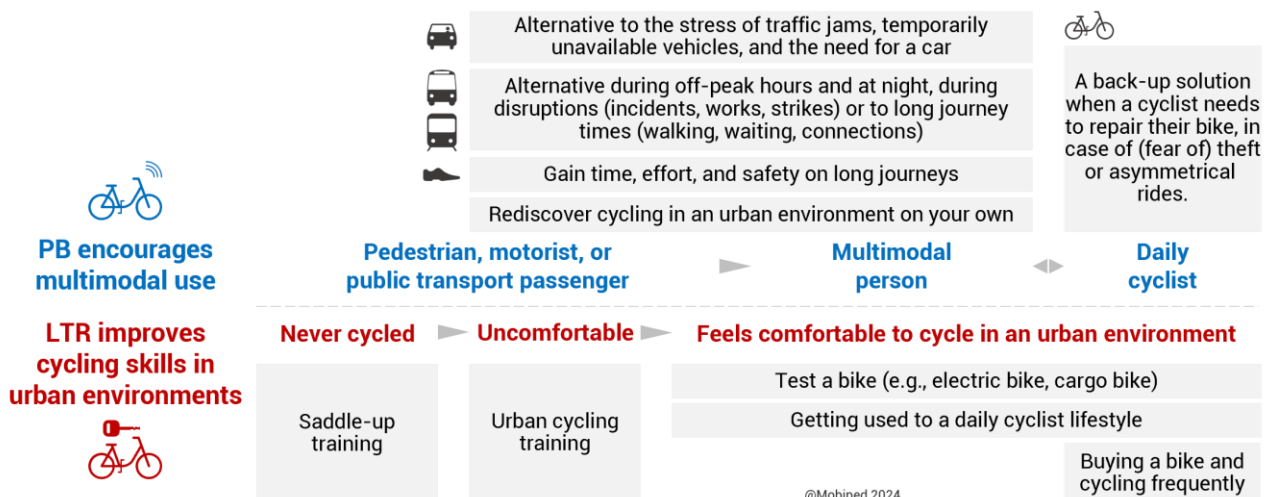 Alternative to the stress of traffic jams, temporarily
unavailable vehicles, and the need for a car
Alternative during off-peak hours and at night, during
disruptions (incidents, works, strikes) or to long journey
times (walking, waiting, connections)
Gain time, effort, and safety on long journeys
Rediscover cycling in an urban environment on your own
A back-up solution
when a cyclist needs
to repair their bike, in
case of (fear of) theft
or asymmetrical
rides.
PB encourages
multimodal use
Pedestrian, motorist, or
public transport passenger
Multimodal
person
Daily
cyclist
LTR improves
cycling skills in
urban environments
Never cycled
Uncomfortable
Feels comfortable to cycle in an urban environment
Saddle-up
training
Urban cycling
training
Test a bike (e.g., electric bike, cargo bike)
Getting used to a daily cyclist lifestyle
Buying a bike and
cycling frequently
@Mobiped 2024